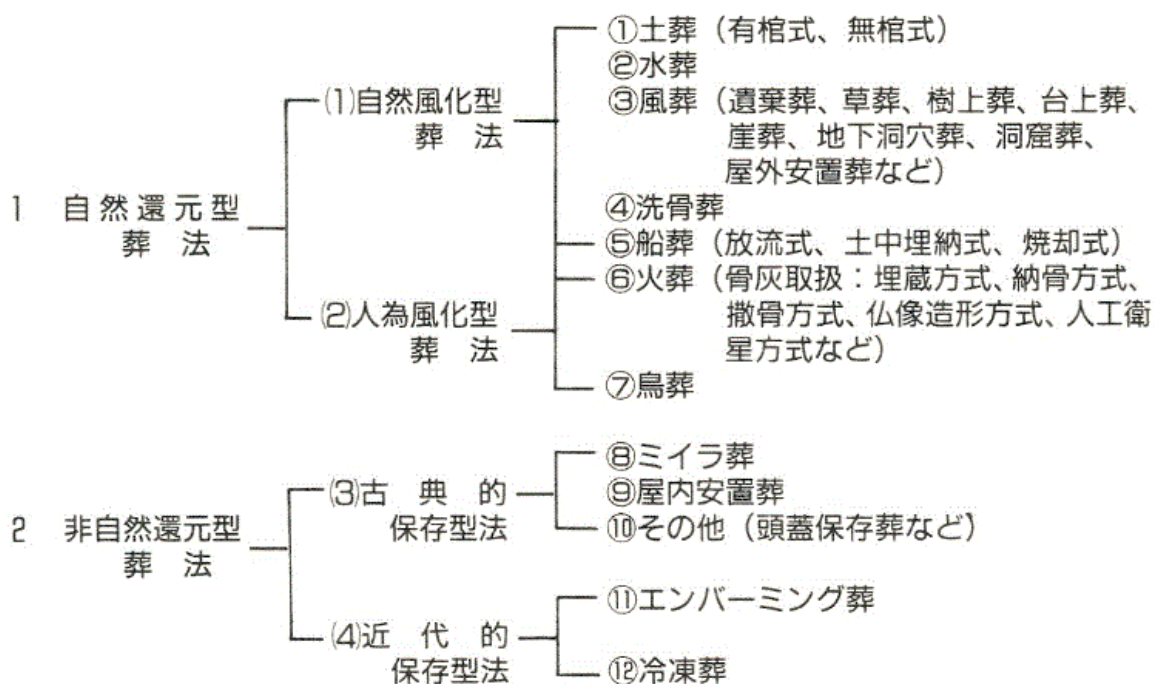 ①土葬（有棺式、無棺式）
②水葬
⑴自然風化型
葬　法
③風葬（遺棄葬、草葬、樹上葬、台上葬、
崖葬、地下洞穴葬、洞窟葬、
屋外安置葬など）
1　自然還元型
葬　法
④洗骨葬
⑤船葬（放流式、土中埋納式、焼却式）
⑵人為風化型
葬　法
⑥火葬（骨灰取扱：埋蔵方式、納骨方式、
撒骨方式、仏像造形方式、人工衛
星方式など）
⑦鳥葬
2　非自然還元型
葬　法
⑶古　典　的
保存型法
⑧ミイラ葬
⑨屋内安置葬
⑩その他（頭蓋保存葬など）
⑷近　代　的
保存型法
⑪エンバーミング葬
⑫冷凍葬